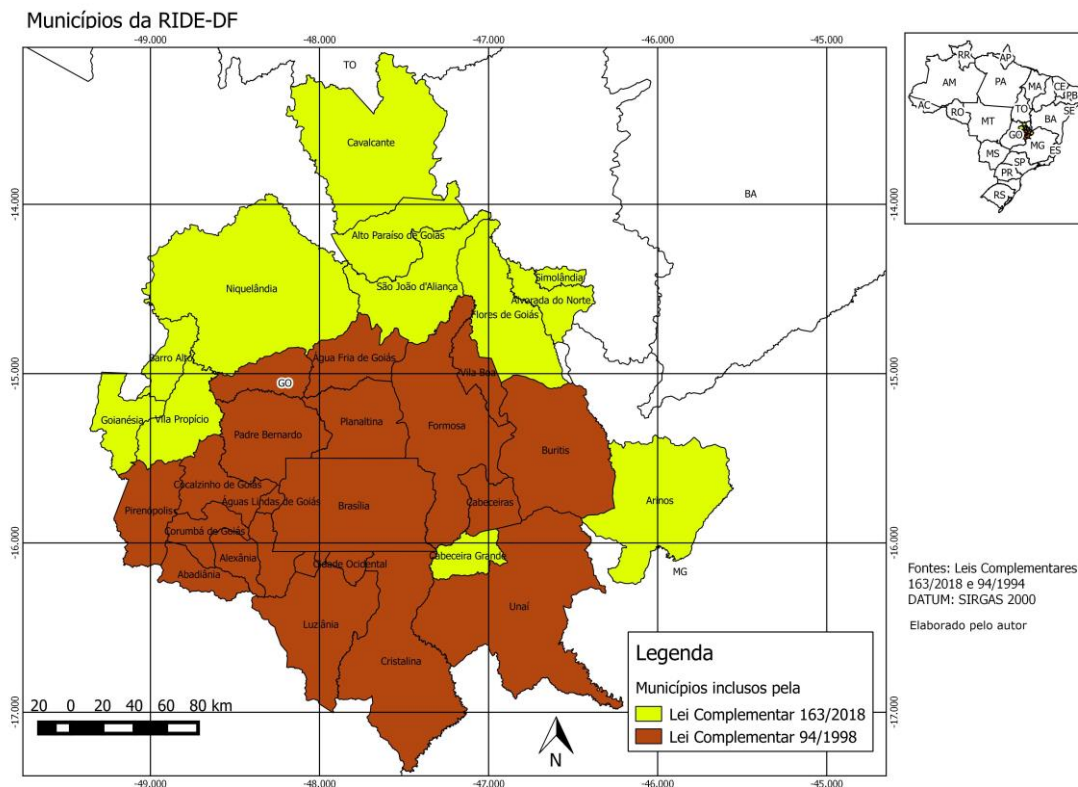 Municípios da RIDE-DF
-49.000 -48.000 -47.000 -46.000 -45.000
TO
Cavalcante
BA
-14.000 -14.000
Alto Paraíso de Goiás
Simolândia
São João d'Aliança
Niquelândia
Alvorada do Norte
Flores de Goiás
Barro Alto
Água Fria de Goiás
-15.000 -15.000
Vila Boa
GO
Goianésia
Vila Propício
Planaltina
Formosa
Padre Bernardo
Buritis
Cocalzinho de Goiás
Águas Lindas de Goiás
Brasília
Cabeceiras
Arinos
Pirenópolis
Corumbá de Goiás
-16.000 -16.000
Alexânia
Cidade Ocidental
Cabeceira Grande
Abadiânia
MG
Unaí
Luziânia
Cristalina
Legenda
Municípios inclusos pela
Lei Complementar 163/2018
Lei Complementar 94/1998
20 0 20 40 60 80 km
-17.000 -17.000
N
-49.000 -48.000 -47.000 -46.000 -45.000
RR
AP
AM
PA
MA
CE
PB
AC
RO
TO
SE
MT
BA
GO
MG
MS
ES
SP
PR
RS
Fontes: Leis Complementares
163/2018 e 94/1994
DATUM: SIRGAS 2000
Elaborado pelo autor